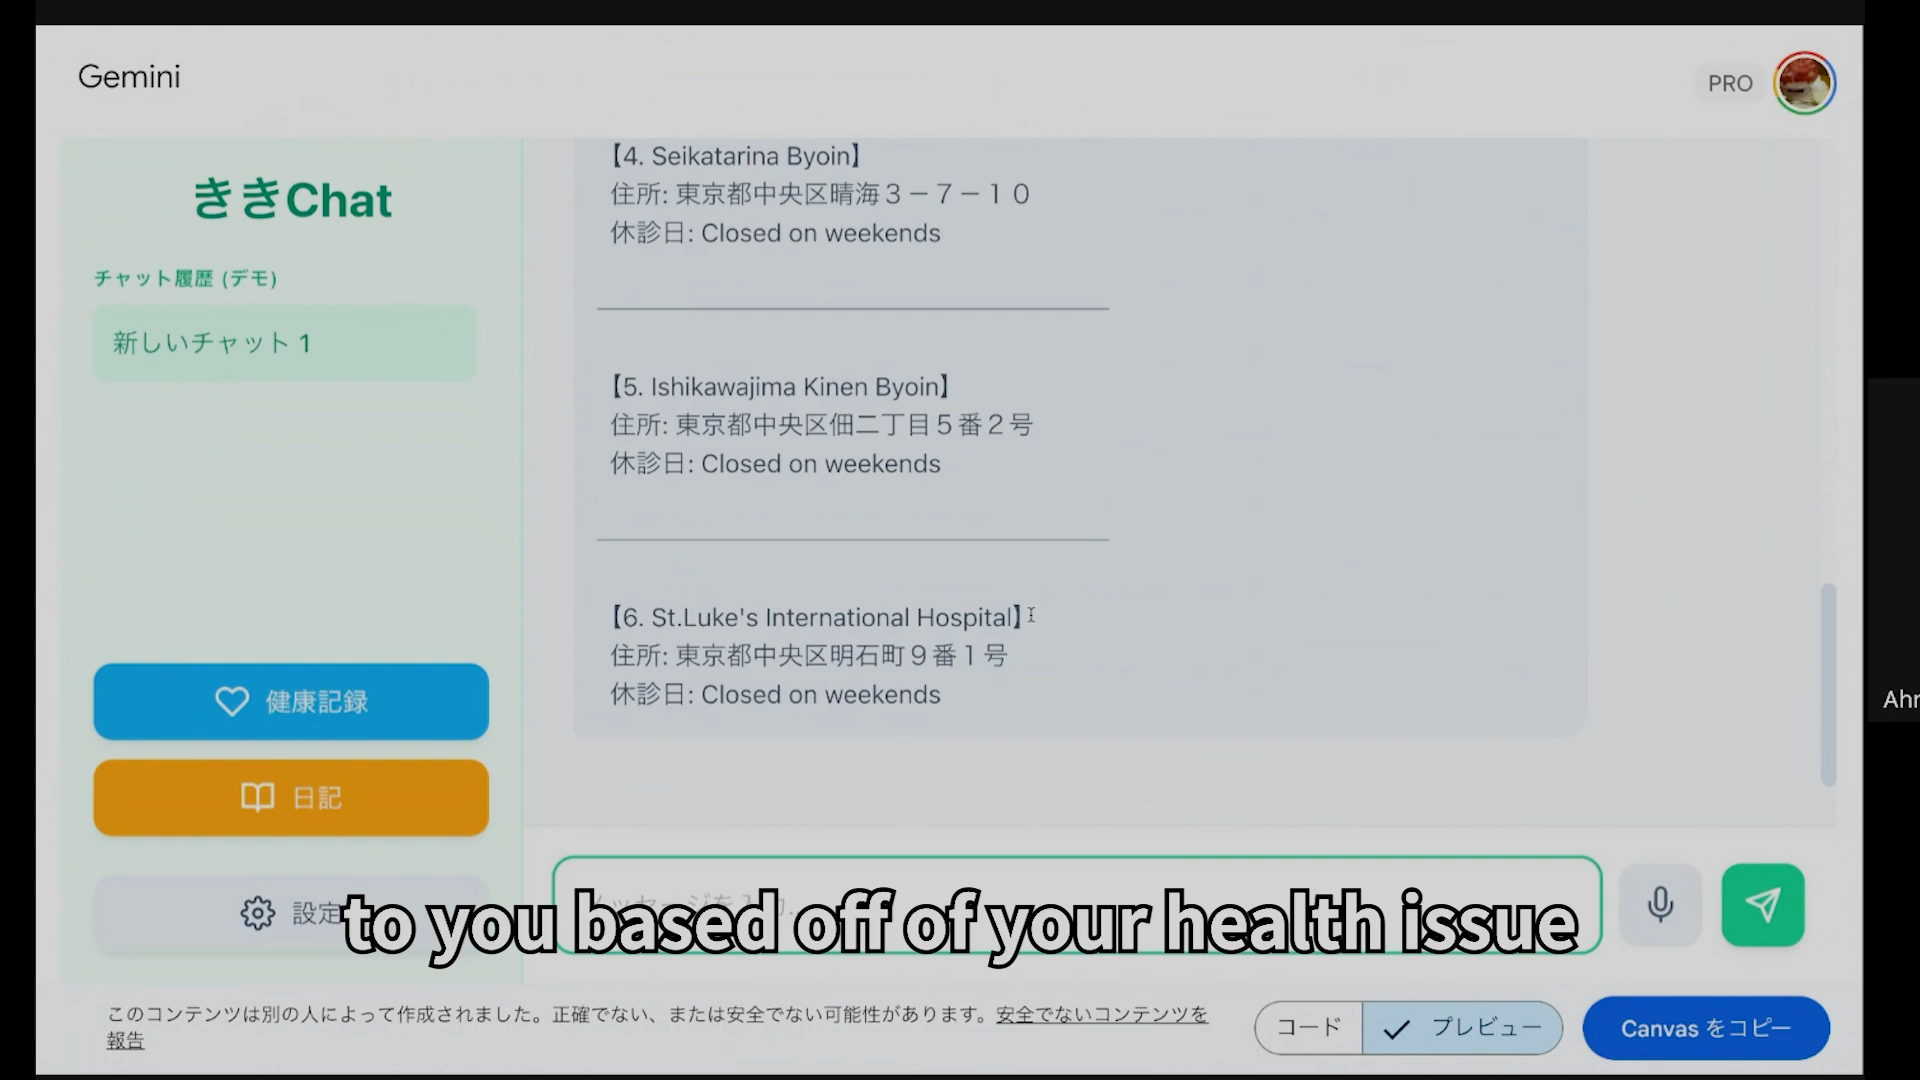 Gemini
PRO
ききChat
チャット履歴 (デモ)
新しいチャット 1
健康記録
日記
設定
【4. Seikatarina Byoin】
住所: 東京都中央区晴海３－７－１０
休診日: Closed on weekends
【5. Ishikawajima Kinen Byoin】
住所: 東京都中央区佃二丁目５番２号
休診日: Closed on weekends
【6. St.Luke's International Hospital】
住所: 東京都中央区明石町９番１号
休診日: Closed on weekends
to you based off of your health issue
このコンテンツは別の人によって作成されました。正確でない、または安全でない可能性があります。安全でないコンテンツを
報告
コード
プレビュー
Canvas をコピー